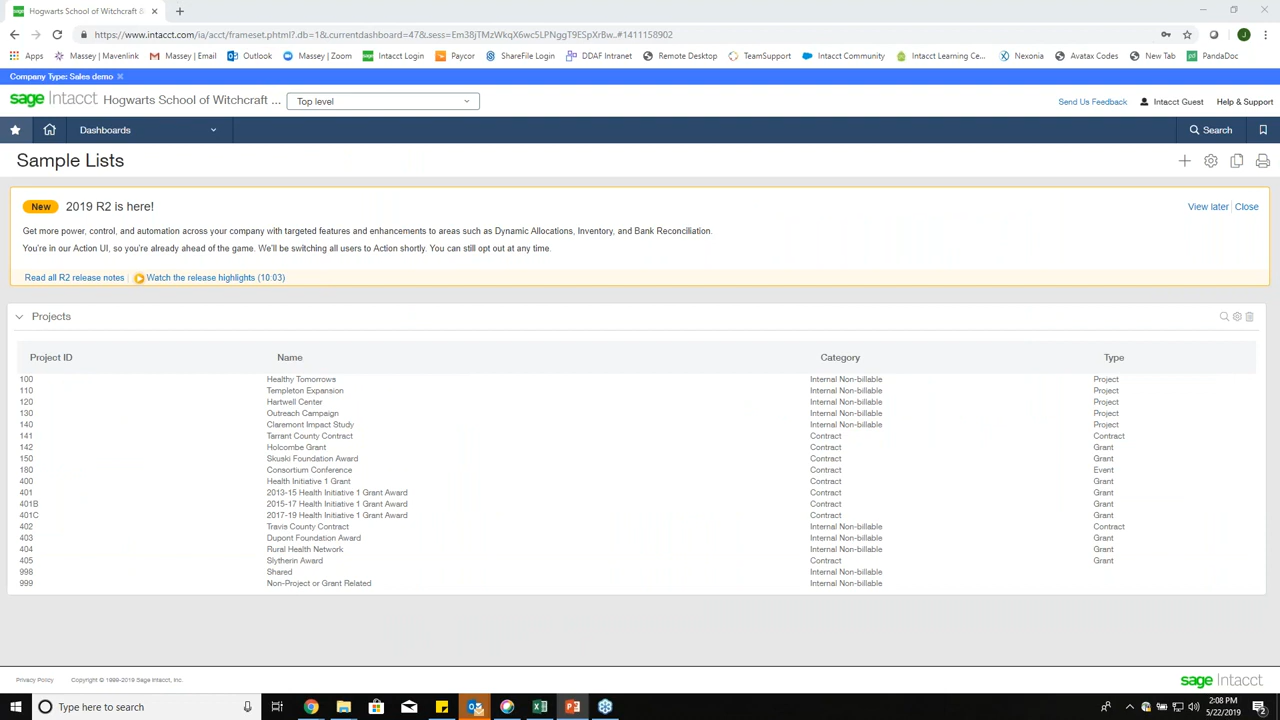 Hogwarts School of Witchcraft B
https://www.intacct.com/ia/acct/frameset.phtml?.db=1&currentdashboard=47&.sess=Em38jTMzWkqX6wc5LPNggT9ESpXrBw..#1411158902
Apps Massey | Mavenlink Massey | Email Outlook Massey | Zoom Intacct Login Paycor ShareFile Login DDAF Intranet Remote Desktop TeamSupport Intacct Community Intacct Learning Ce... Nexonia Avatax Codes New Tab PandaDoc
Company Type: Sales demo
sage Intacct Hogwarts School of Witchcraft ... Top level Send Us Feedback Intacct Guest Help & Support
Dashboards Search
Sample Lists
New 2019 R2 is here! View later Close
Get more power, control, and automation across your company with targeted features and enhancements to areas such as Dynamic Allocations, Inventory, and Bank Reconciliation.
You're in our Action UI, so you're already ahead of the game. We'll be switching all users to Action shortly. You can still opt out at any time.
Read all R2 release notes Watch the release highlights (10:03)
Projects
Project ID Name Category Type
100 Healthy Tomorrows Internal Non-billable Project
110 Templeton Expansion Internal Non-billable Project
120 Hartwell Center Internal Non-billable Project
130 Outreach Campaign Internal Non-billable Project
140 Claremont Impact Study Internal Non-billable Project
141 Tarrant County Contract Contract Contract
142 Holcombe Grant Contract Grant
150 Skuski Foundation Award Contract Grant
180 Consortium Conference Contract Event
400 Health Initiative 1 Grant Contract Grant
401 2013-15 Health Initiative 1 Grant Award Contract Grant
401B 2015-17 Health Initiative 1 Grant Award Contract Grant
401C 2017-19 Health Initiative 1 Grant Award Contract Grant
402 Travis County Contract Internal Non-billable Contract
403 Dupont Foundation Award Internal Non-billable Grant
404 Rural Health Network Internal Non-billable Grant
405 Slytherin Award Contract Grant
998 Shared Internal Non-billable
999 Non-Project or Grant Related Internal Non-billable
Privacy Policy Copyright © 1999-2019 Sage Intacct, Inc. sage Intacct
Type here to search 2:08 PM
5/22/2019